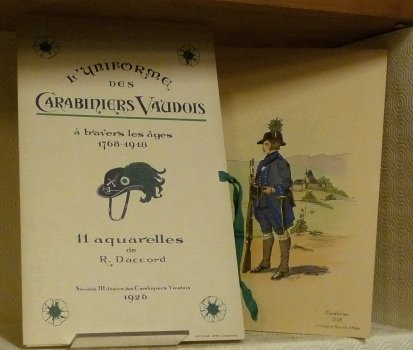 L'UNIFORME
DES
CARABINIERS VAUDOIS
à travers les âges
1768-1918
11 aquarelles
de
R. Daccord
Société Militaire des Carabiniers Vaudois
1926
Carabinier